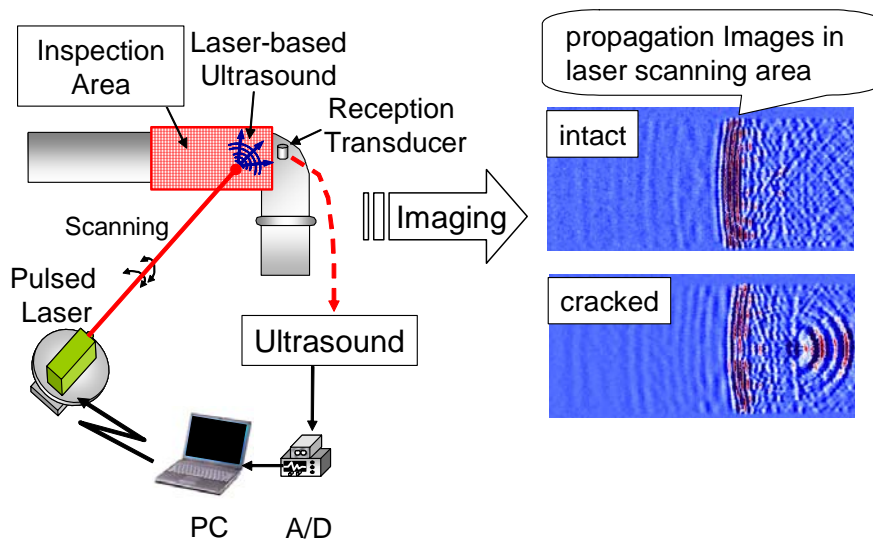 Inspection
Area
Laser-based
Ultrasound
Reception
Transducer
Scanning
Pulsed
Laser
Ultrasound
PC
A/D
Imaging
propagation Images in
laser scanning area
intact
cracked